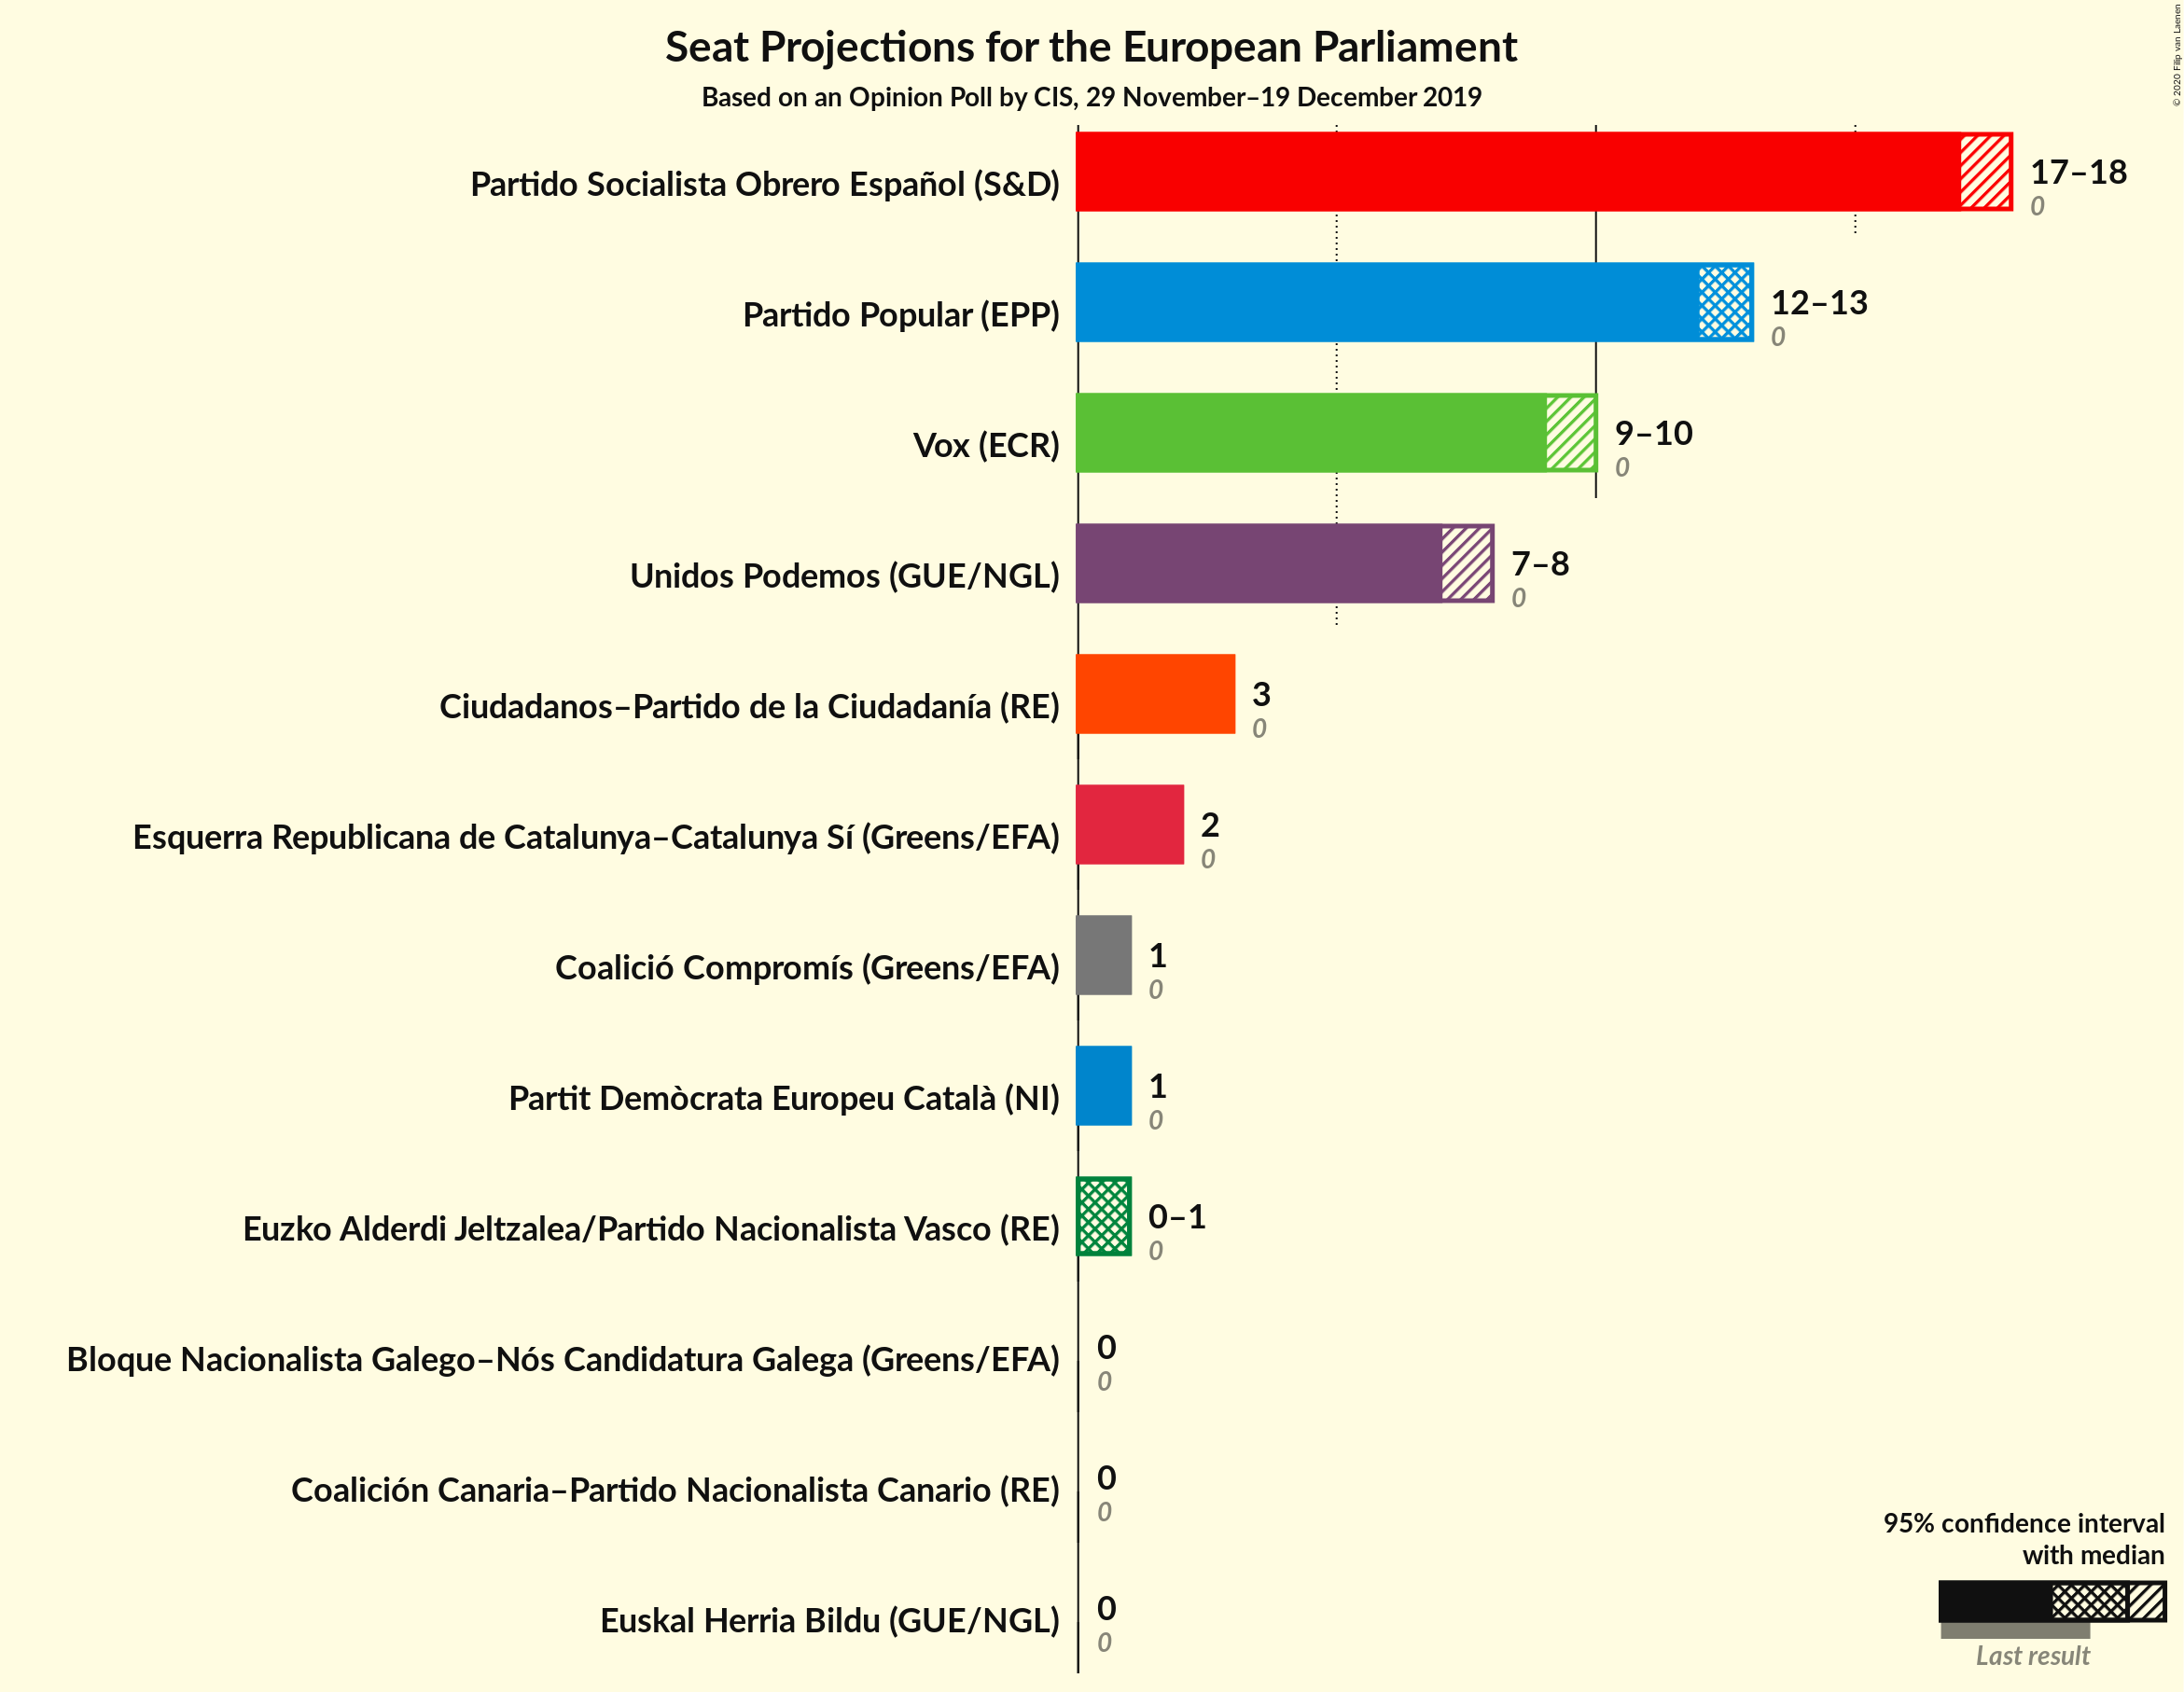 Seat Projections for the European Parliament
Based on an Opinion Poll by CIS, 29 November–19 December 2019
© 2020 Filip van Laenen
Partido Socialista Obrero Español (S&D)
17–18
0
Partido Popular (EPP)
12–13
0
Vox (ECR)
9–10
0
Unidos Podemos (GUE/NGL)
7–8
0
Ciudadanos–Partido de la Ciudadanía (RE)
3
0
Esquerra Republicana de Catalunya–Catalunya Sí (Greens/EFA)
2
0
Coalició Compromís (Greens/EFA)
1
0
Partit Demòcrata Europeu Català (NI)
1
0
Euzko Alderdi Jeltzalea/Partido Nacionalista Vasco (RE)
0–1
0
Bloque Nacionalista Galego–Nós Candidatura Galega (Greens/EFA)
0
0
Coalición Canaria–Partido Nacionalista Canario (RE)
0
0
Euskal Herria Bildu (GUE/NGL)
0
0
95% confidence interval
with median
Last result